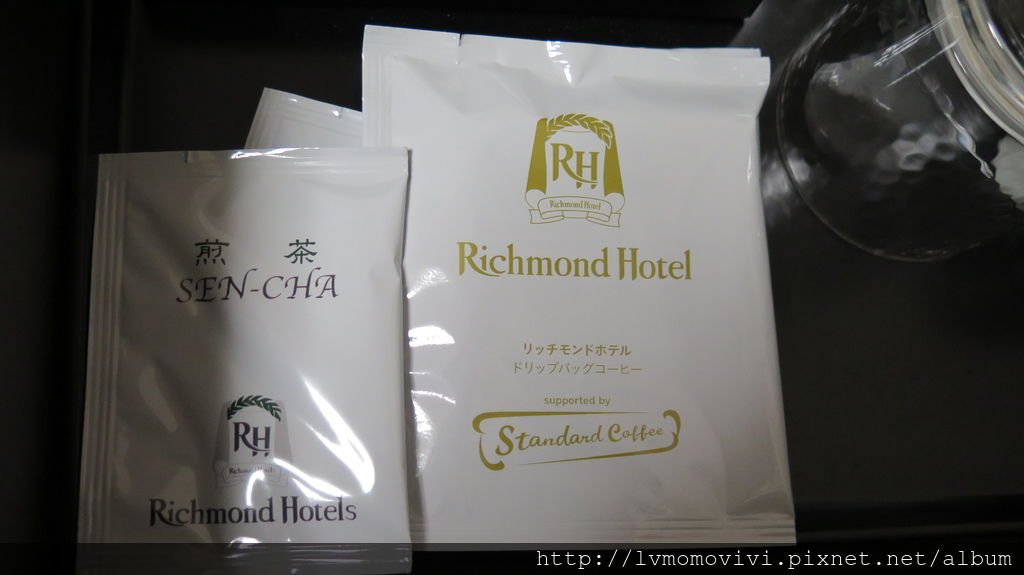 煎 茶
SEN-CHA
RH
Richmond Hotels
Richmond Hotels
RH
Richmond Hotel
Richmond Hotel
リッチモンドホテル
ドリップバッグコーヒー
supported by
Standard Coffee
http://lvmomovivi.pixnet.net/album